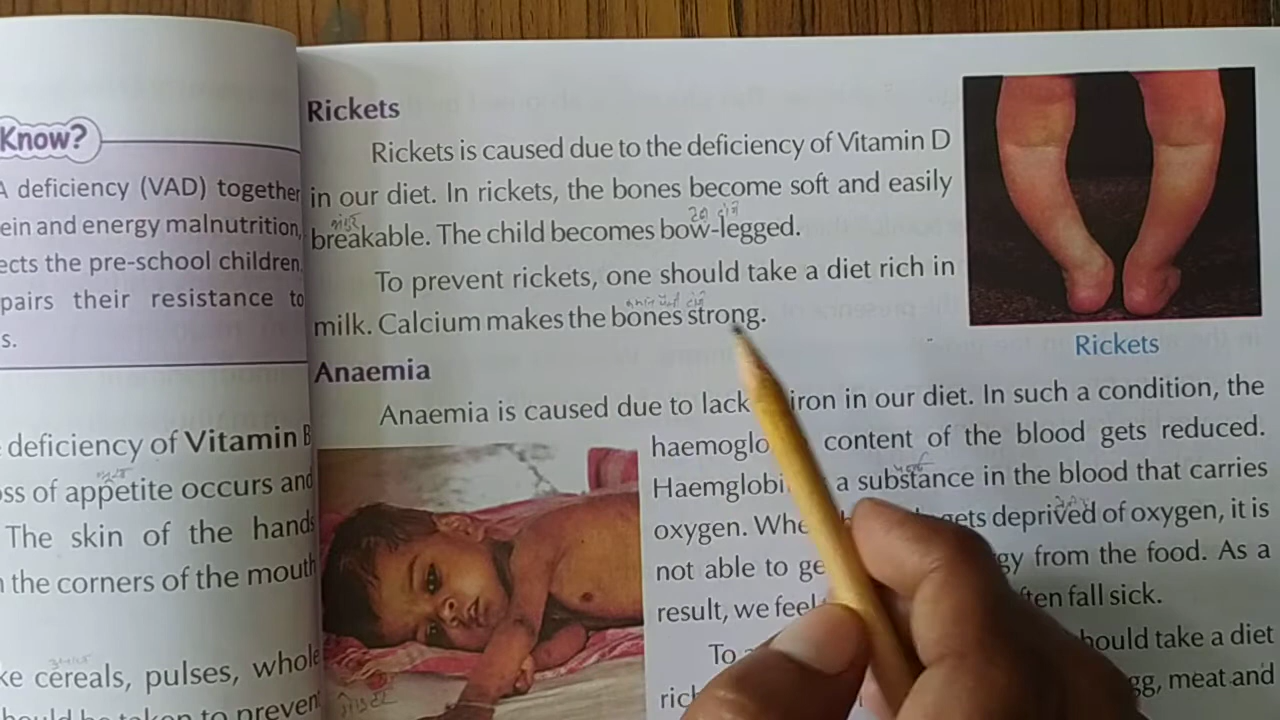 Know?
A deficiency (VAD) together
ein and energy malnutrition,
ects the pre-school children.
pairs their resistance to
s.
deficiency of Vitamin B
ss of appetite occurs and
The skin of the hands
the corners of the mouth
ke cereals, pulses, whole
ould be taken to prevent
Rickets
Rickets is caused due to the deficiency of Vitamin D
in our diet. In rickets, the bones become soft and easily
breakable. The child becomes bow-legged.
To prevent rickets, one should take a diet rich in
milk. Calcium makes the bones strong.
Rickets
Anaemia
Anaemia is caused due to lack iron in our diet. In such a condition, the
haemoglo content of the blood gets reduced.
Haemglobi a substance in the blood that carries
oxygen. Whe gets deprived of oxygen, it is
not able to ge gy from the food. As a
result, we feel ften fall sick.
To hould take a diet
ric gg, meat and